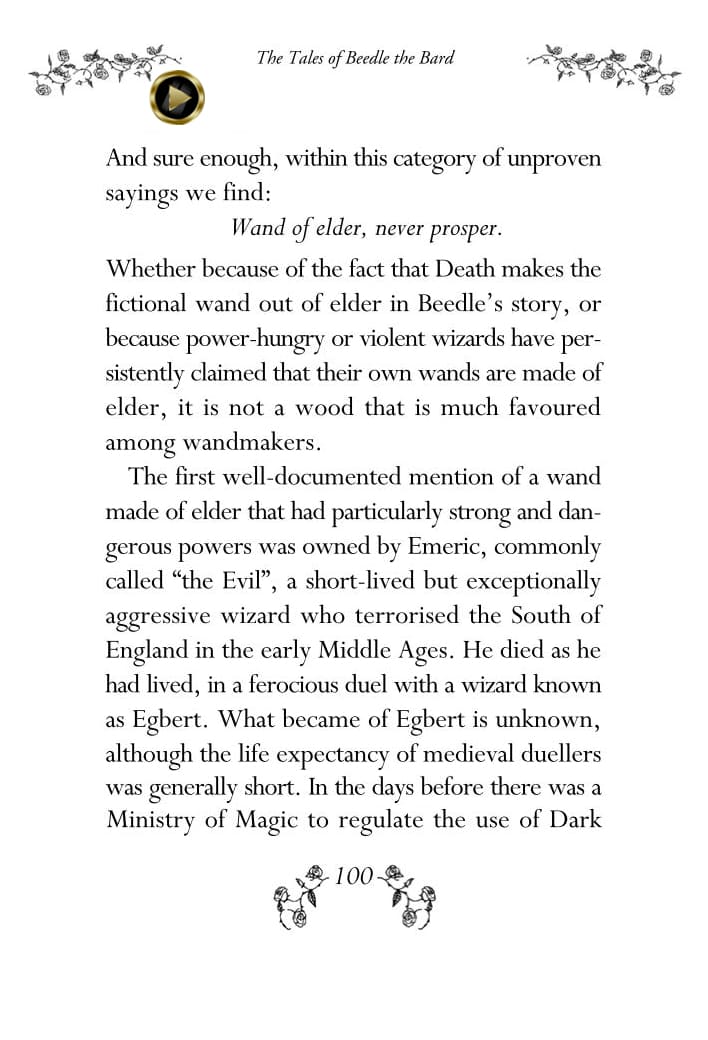 The Tales of Beedle the Bard
And sure enough, within this category of unproven
sayings we find:
Wand of elder, never prosper.
Whether because of the fact that Death makes the
fictional wand out of elder in Beedle’s story, or
because power-hungry or violent wizards have per-
sistently claimed that their own wands are made of
elder, it is not a wood that is much favoured
among wandmakers.
The first well-documented mention of a wand
made of elder that had particularly strong and dan-
gerous powers was owned by Emeric, commonly
called “the Evil”, a short-lived but exceptionally
aggressive wizard who terrorised the South of
England in the early Middle Ages. He died as he
had lived, in a ferocious duel with a wizard known
as Egbert. What became of Egbert is unknown,
although the life expectancy of medieval duellers
was generally short. In the days before there was a
Ministry of Magic to regulate the use of Dark
100